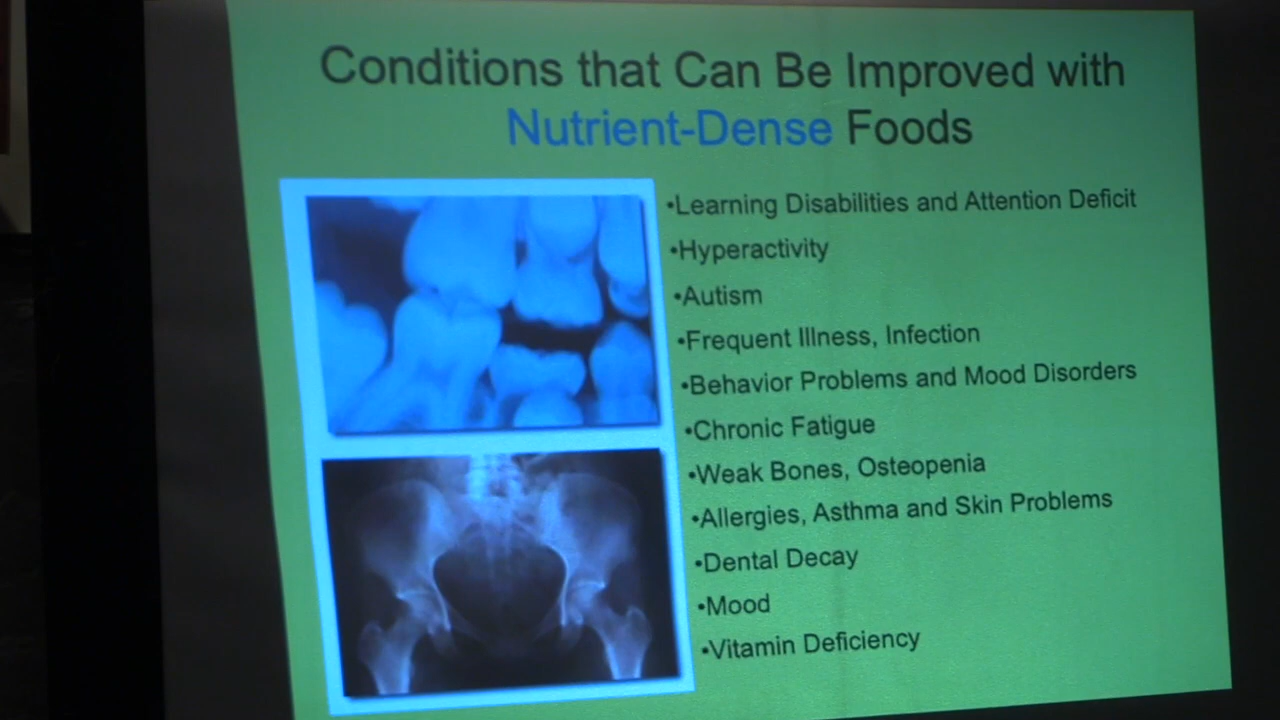 Conditions that Can Be Improved with
Nutrient-Dense Foods
•Learning Disabilities and Attention Deficit
•Hyperactivity
•Autism
•Frequent Illness, Infection
•Behavior Problems and Mood Disorders
•Chronic Fatigue
•Weak Bones, Osteopenia
•Allergies, Asthma and Skin Problems
•Dental Decay
•Mood
•Vitamin Deficiency